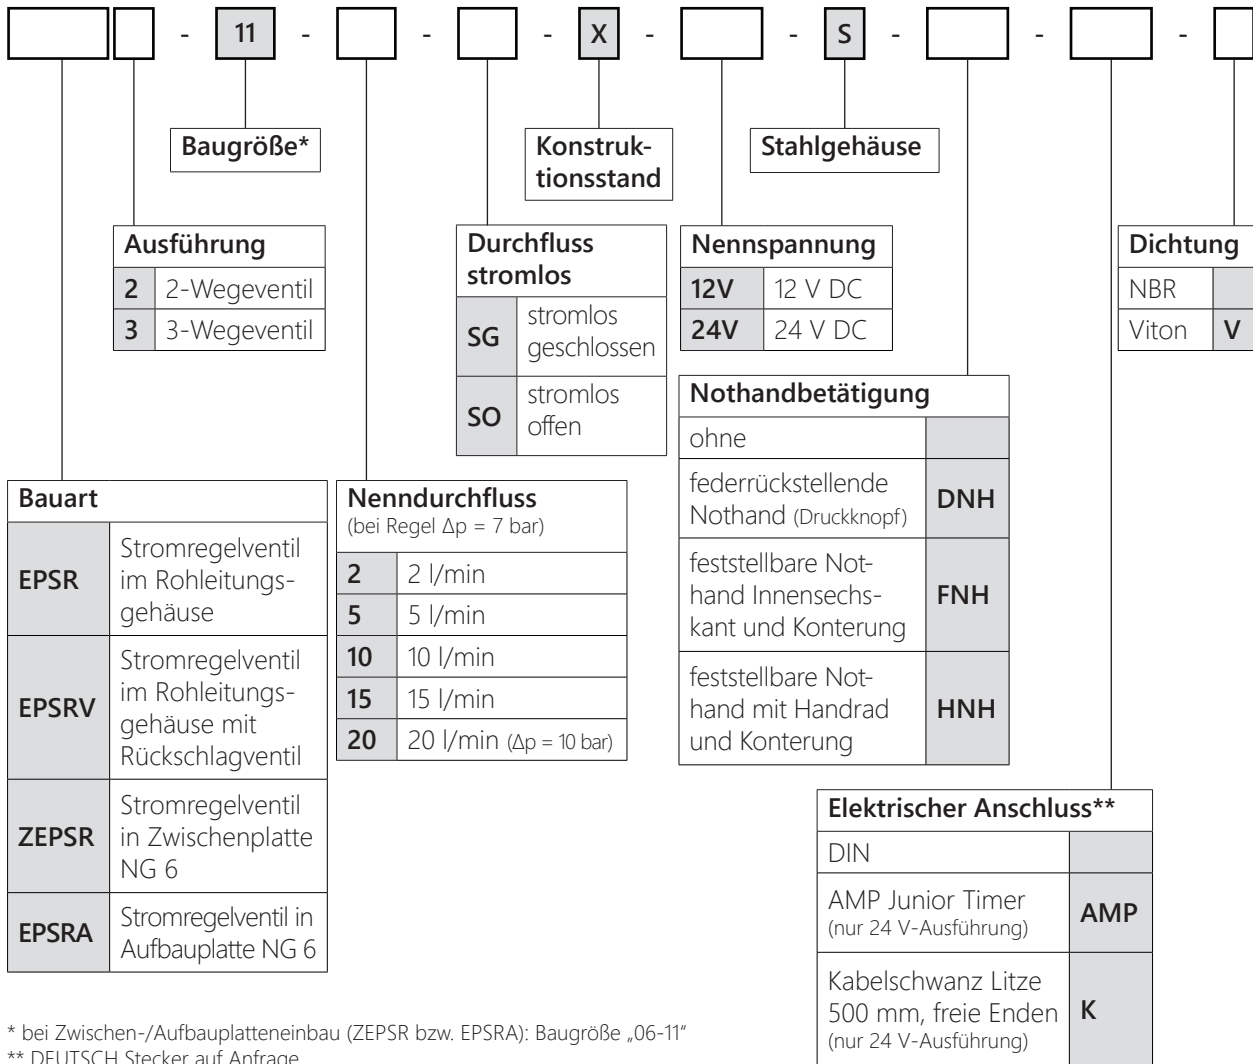 - 11 - - - X - - S - - -
Baugröße*
Konstruk-
tionsstand
Stahlgehäuse
Ausführung
2 2-Wegeventil
3 3-Wegeventil
Durchfluss
stromlos
SG stromlos
geschlossen
SO stromlos
offen
Nennspannung
12V 12 V DC
24V 24 V DC
Dichtung
NBR
Viton V
Nothandbetätigung
ohne
federrückstellende
Nothand (Druckknopf) DNH
feststellbare Not-
hand Innensechs-
kant und Konterung FNH
feststellbare Not-
hand mit Handrad
und Konterung HNH
Bauart
EPSR Stromregelventil
im Rohleitungs-
gehäuse
EPSRV Stromregelventil
im Rohleitungs-
gehäuse mit
Rückschlagventil
ZEPSR Stromregelventil
in Zwischenplatte
NG 6
EPSRA Stromregelventil in
Aufbauplatte NG 6
Nenndurchfluss
(bei Regel Δp = 7 bar)
2 2 l/min
5 5 l/min
10 10 l/min
15 15 l/min
20 20 l/min (Δp = 10 bar)
Elektrischer Anschluss**
DIN
AMP Junior Timer
(nur 24 V-Ausführung) AMP
Kabelschwanz Litze
500 mm, freie Enden K
(nur 24 V-Ausführung)
* bei Zwischen-/Aufbauplatteneinbau (ZEPSR bzw. EPSRA): Baugröße „06-11“
** DEUTSCH Stecker auf Anfrage